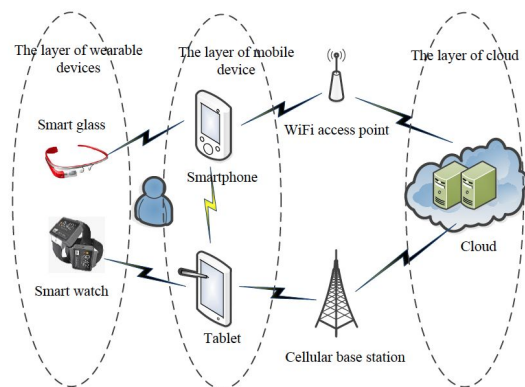 The layer of wearable
devices
The layer of mobile
device
The layer of cloud
Smart glass
WiFi access point
Smartphone
Cloud
Smart watch
Tablet
Cellular base station